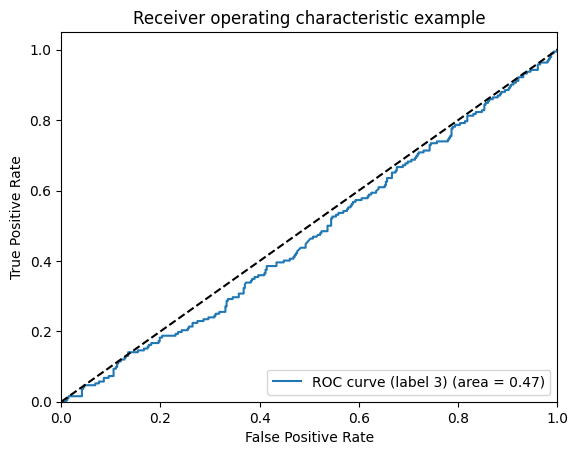 Receiver operating characteristic example
True Positive Rate
1.0
0.8
0.6
0.4
0.2
0.0
ROC curve (label 3) (area = 0.47)
0.0 0.2 0.4 0.6 0.8 1.0
False Positive Rate